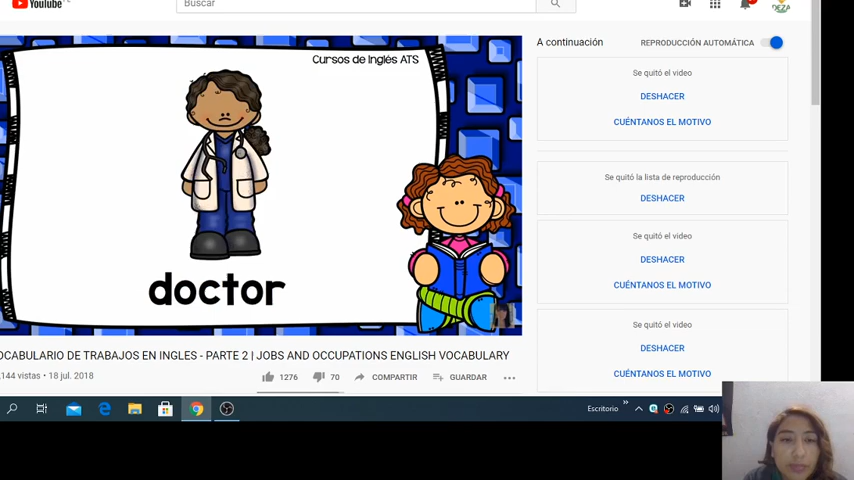 YouTube
Buscar
DEZA
Cursos de Inglés ATS
doctor
OCABULARIO DE TRABAJOS EN INGLES - PARTE 2 | JOBS AND OCCUPATIONS ENGLISH VOCABULARY
,144 vistas • 18 jul. 2018
1276
70
COMPARTIR
GUARDAR
A continuación
REPRODUCCIÓN AUTOMÁTICA
Se quitó el video
DESHACER
CUÉNTANOS EL MOTIVO
Se quitó la lista de reproducción
DESHACER
Se quitó el video
DESHACER
CUÉNTANOS EL MOTIVO
Se quitó el video
DESHACER
CUÉNTANOS EL MOTIVO
Escritorio